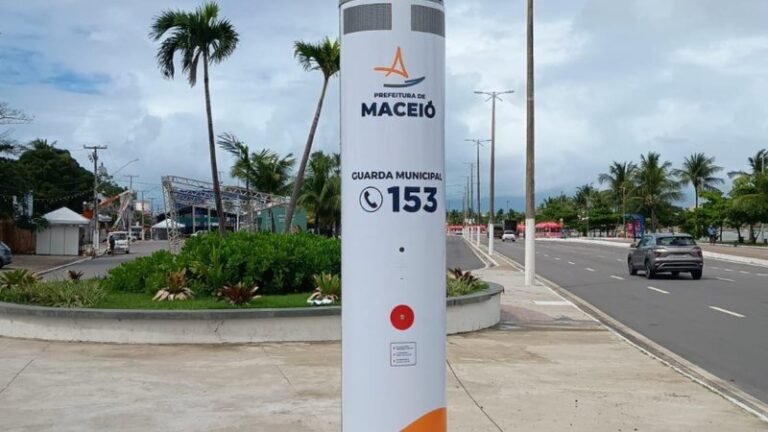 PREFEITURA DE
MACEIÓ
GUARDA MUNICIPAL
153